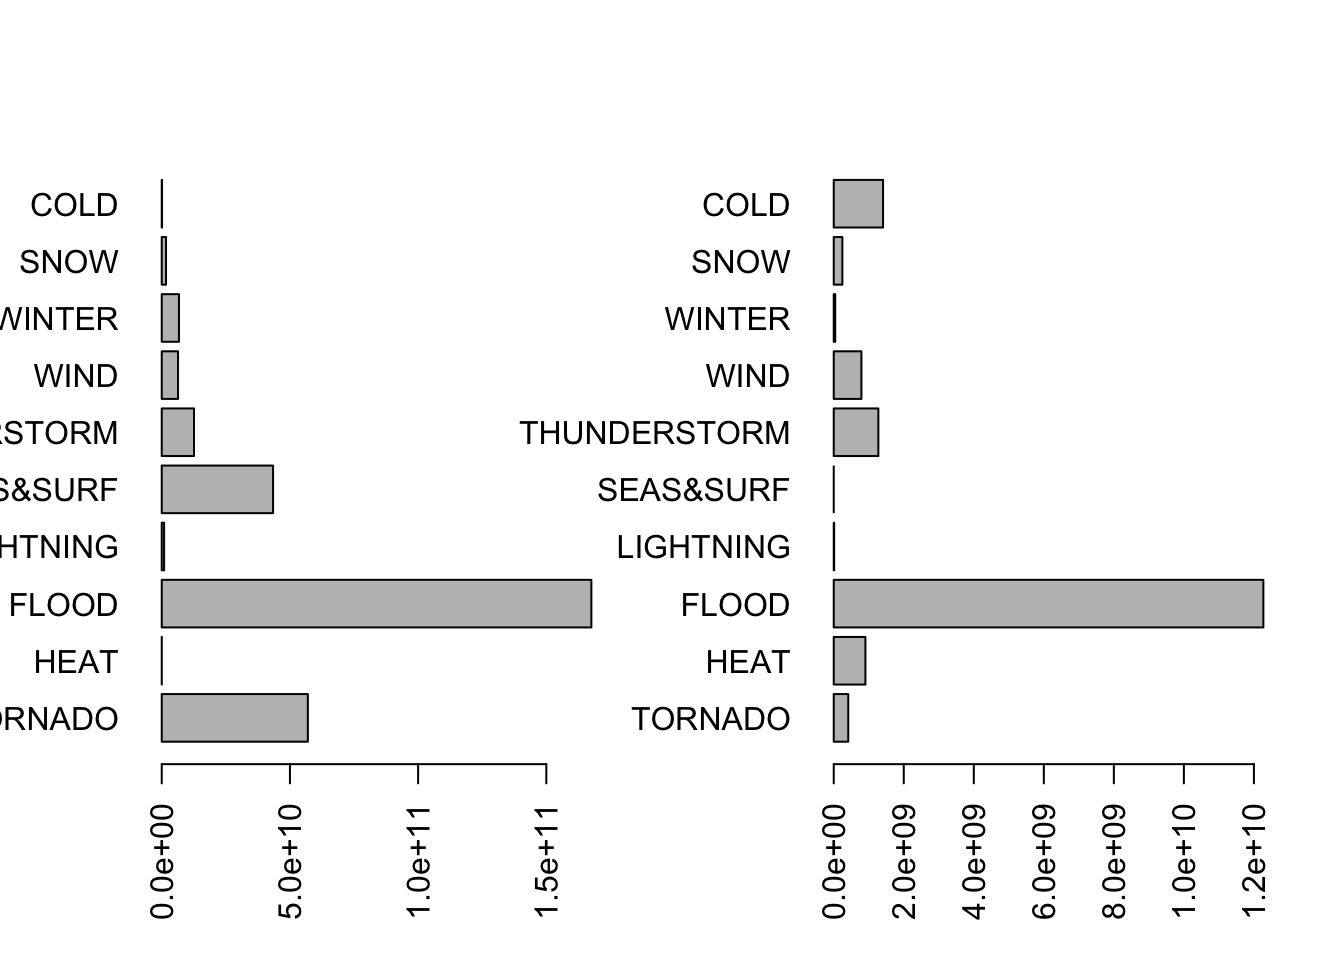 COLD
SNOW
WINTER
WIND
RSTORM
S&SURF
HTNING
FLOOD
HEAT
ORNADO
0.0e+00
5.0e+10
1.0e+11
1.5e+11
COLD
SNOW
WINTER
WIND
THUNDERSTORM
SEAS&SURF
LIGHTNING
FLOOD
HEAT
TORNADO
0.0e+00
2.0e+09
4.0e+09
6.0e+09
8.0e+09
1.0e+10
1.2e+10